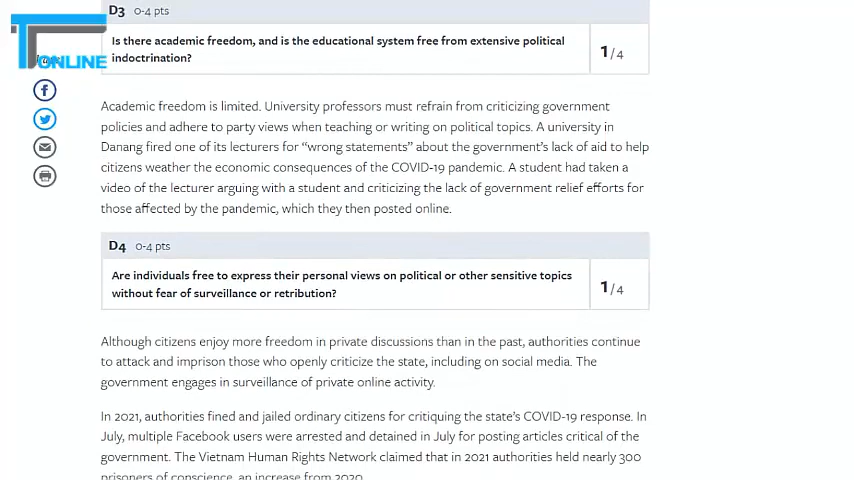 D3 0-4 pts
TT ONLINE
Is there academic freedom, and is the educational system free from extensive political
indoctrination?
1/4
Academic freedom is limited. University professors must refrain from criticizing government
policies and adhere to party views when teaching or writing on political topics. A university in
Danang fired one of its lecturers for “wrong statements” about the government’s lack of aid to help
citizens weather the economic consequences of the COVID-19 pandemic. A student had taken a
video of the lecturer arguing with a student and criticizing the lack of government relief efforts for
those affected by the pandemic, which they then posted online.
D4 0-4 pts
Are individuals free to express their personal views on political or other sensitive topics
without fear of surveillance or retribution?
1/4
Although citizens enjoy more freedom in private discussions than in the past, authorities continue
to attack and imprison those who openly criticize the state, including on social media. The
government engages in surveillance of private online activity.
In 2021, authorities fined and jailed ordinary citizens for critiquing the state’s COVID-19 response. In
July, multiple Facebook users were arrested and detained in July for posting articles critical of the
government. The Vietnam Human Rights Network claimed that in 2021 authorities held nearly 300
prisoners of conscience, an increase from 2020.